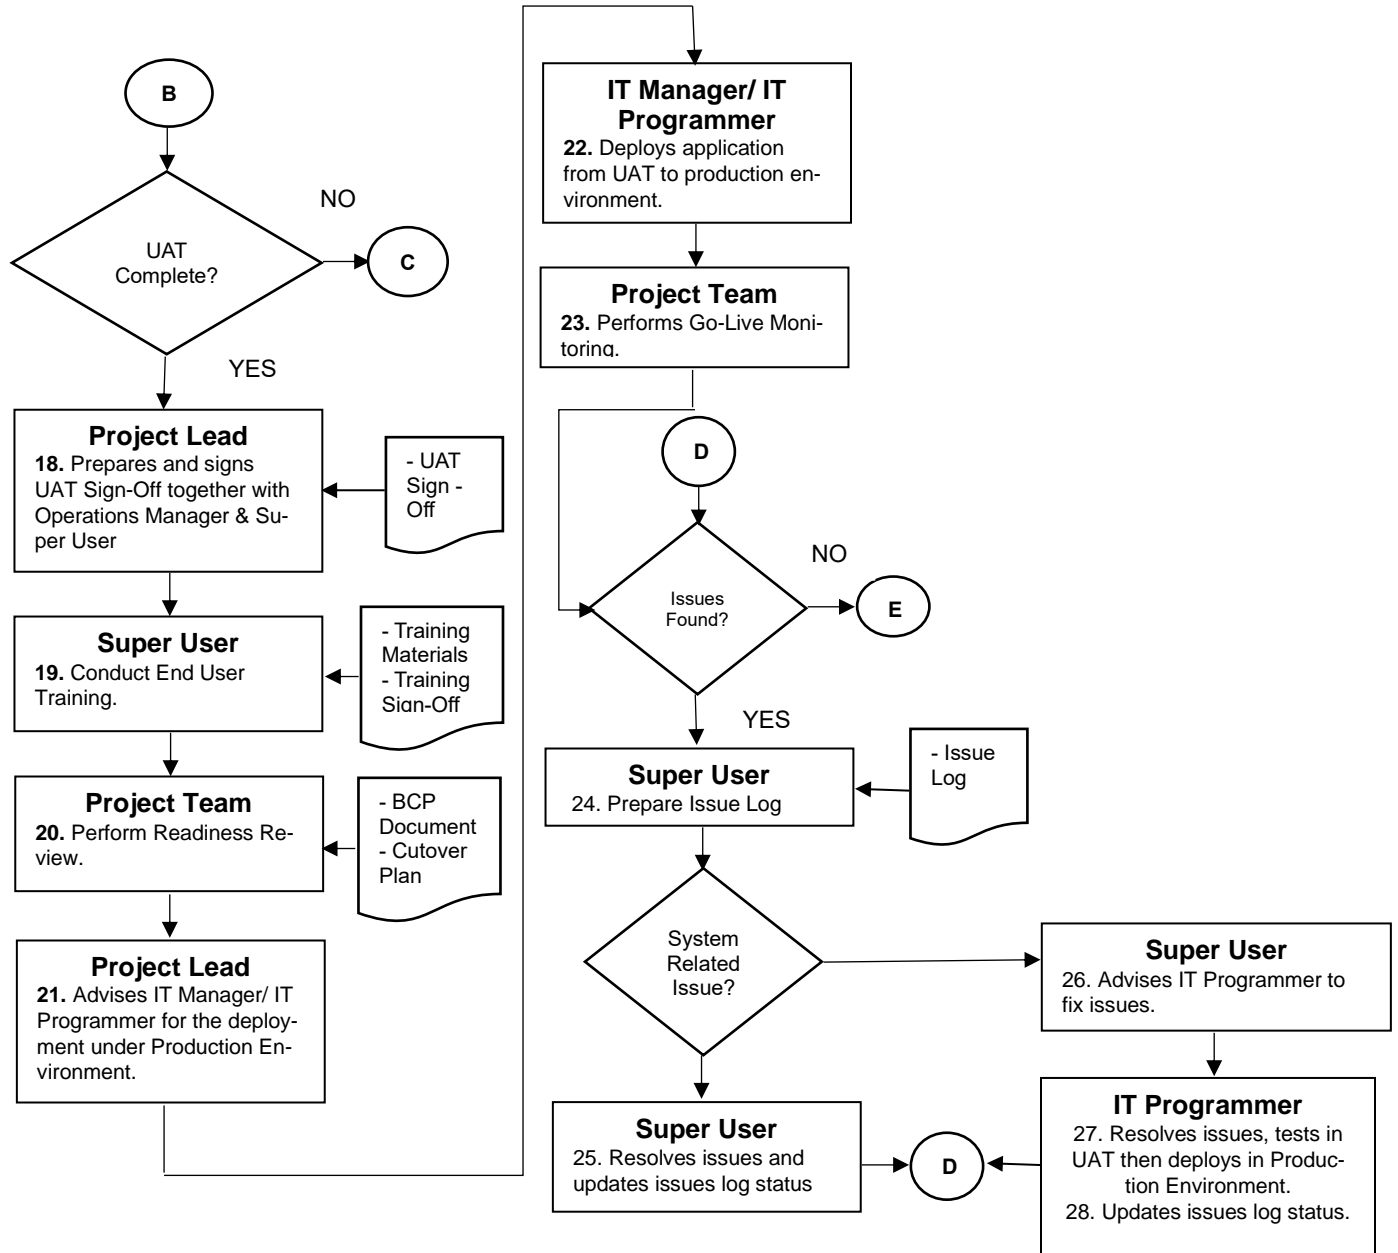 B
NO
UAT
Complete?
C
YES
Project Lead
18. Prepares and signs
UAT Sign-Off together with
Operations Manager & Su-
per User
- UAT
Sign -
Off
Super User
19. Conduct End User
Training.
- Training
Materials
- Training
Sign-Off
Project Team
20. Perform Readiness Re-
view.
- BCP
Document
- Cutover
Plan
Project Lead
21. Advises IT Manager/ IT
Programmer for the deploy-
ment under Production En-
vironment.
IT Manager/ IT
Programmer
22. Deploys application
from UAT to production en-
vironment.
Project Team
23. Performs Go-Live Moni-
toring.
D
Issues
Found?
NO
E
YES
Super User
24. Prepare Issue Log
- Issue
Log
System
Related
Issue?
Super User
25. Resolves issues and
updates issues log status
D
Super User
26. Advises IT Programmer to
fix issues.
IT Programmer
27. Resolves issues, tests in
UAT then deploys in Produc-
tion Environment.
28. Updates issues log status.